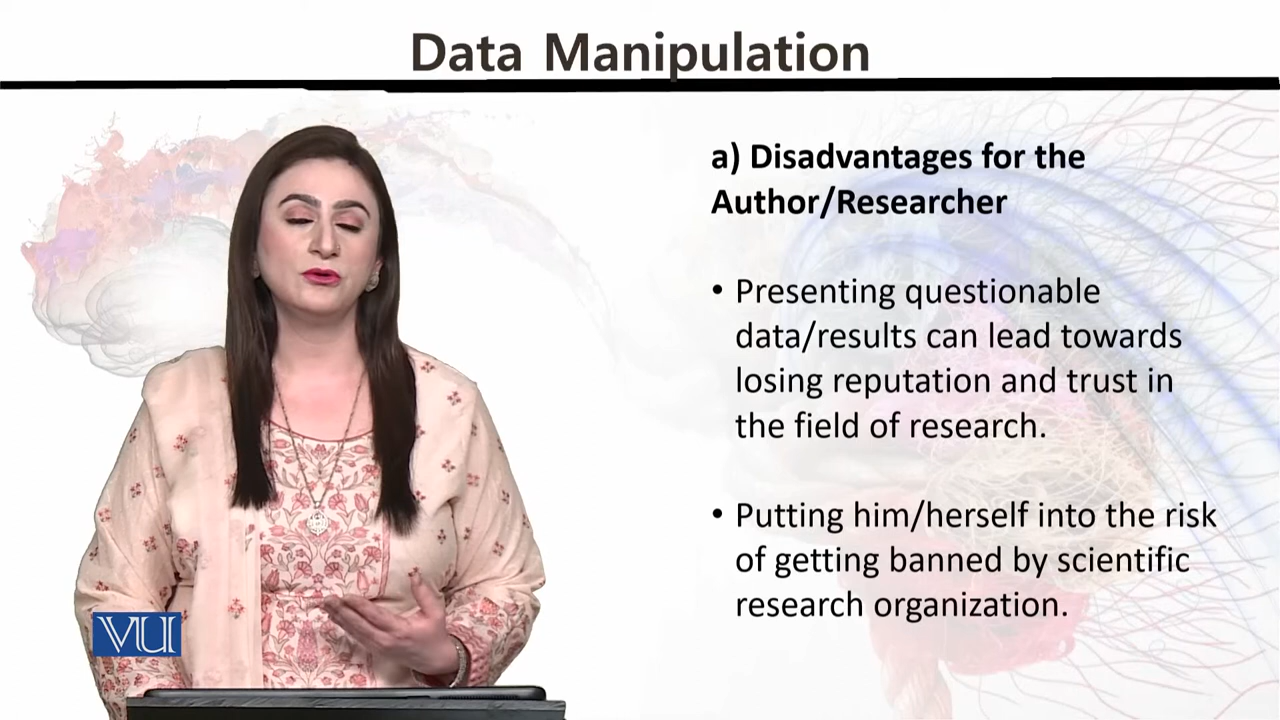 Data Manipulation
a) Disadvantages for the
Author/Researcher
• Presenting questionable
data/results can lead towards
losing reputation and trust in
the field of research.
• Putting him/herself into the risk
of getting banned by scientific
research organization.
VU